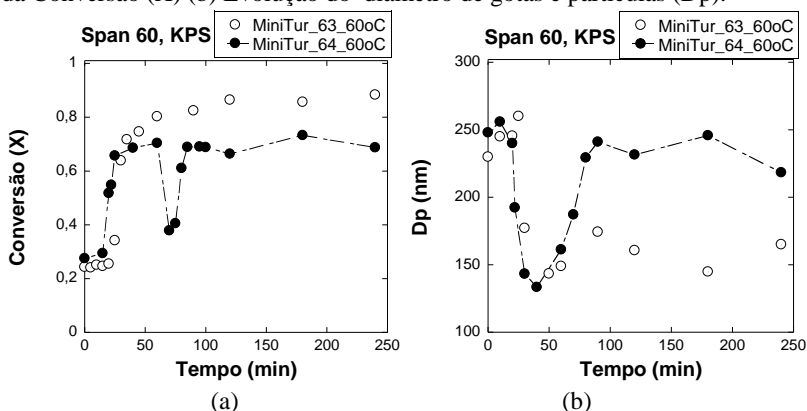 da Conversão (X) (b) Evolução do diâmetro de gotas e partículas (Dp).
Span 60, KPS
MiniTur_63_60oC
MiniTur_64_60oC
1
0,8
0,6
0,4
0,2
0
Conversão (X)
0 50 100 150 200 250
Tempo (min)
(a)
Span 60, KPS
MiniTur_63_60oC
MiniTur_64_60oC
300
250
200
150
100
Dp (nm)
0 50 100 150 200 250
Tempo (min)
(b)